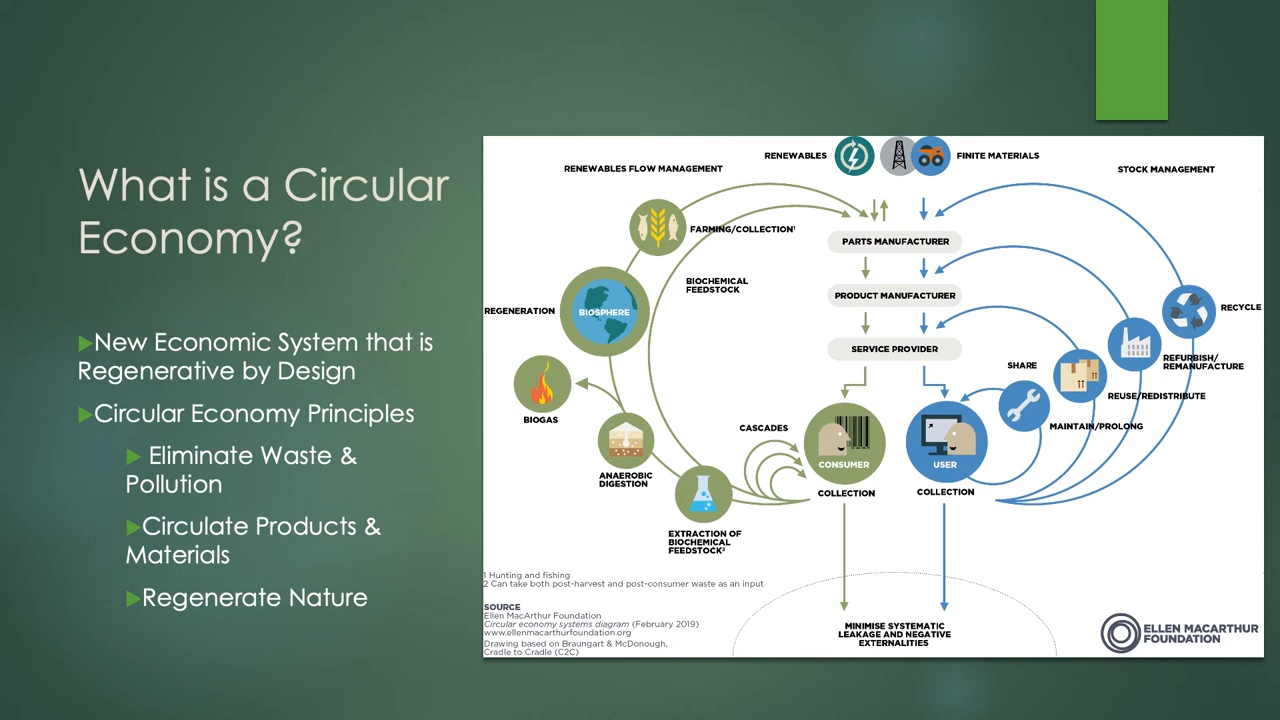 What is a Circular
Economy?
▶New Economic System that is
Regenerative by Design
▶Circular Economy Principles
▶ Eliminate Waste &
Pollution
▶Circulate Products &
Materials
▶Regenerate Nature
RENEWABLES
FINITE MATERIALS
RENEWABLES FLOW MANAGEMENT
STOCK MANAGEMENT
FARMING/COLLECTION¹
PARTS MANUFACTURER
BIOCHEMICAL
FEEDSTOCK
PRODUCT MANUFACTURER
REGENERATION
BIOSPHERE
RECYCLE
SERVICE PROVIDER
SHARE
REFURBISH/
REMANUFACTURE
REUSE/REDISTRIBUTE
BIOGAS
CASCADES
MAINTAIN/PROLONG
CONSUMER
USER
ANAEROBIC
DIGESTION
COLLECTION
COLLECTION
EXTRACTION OF
BIOCHEMICAL
FEEDSTOCK²
1 Hunting and fishing
2 Can take both post-harvest and post-consumer waste as an input
SOURCE
Ellen MacArthur Foundation
Circular economy systems diagram (February 2019)
www.ellenmacarthurfoundation.org
Drawing based on Braungart & McDonough,
Cradle to Cradle (C2C)
MINIMISE SYSTEMATIC
LEAKAGE AND NEGATIVE
EXTERNALITIES
ELLEN MACARTHUR
FOUNDATION